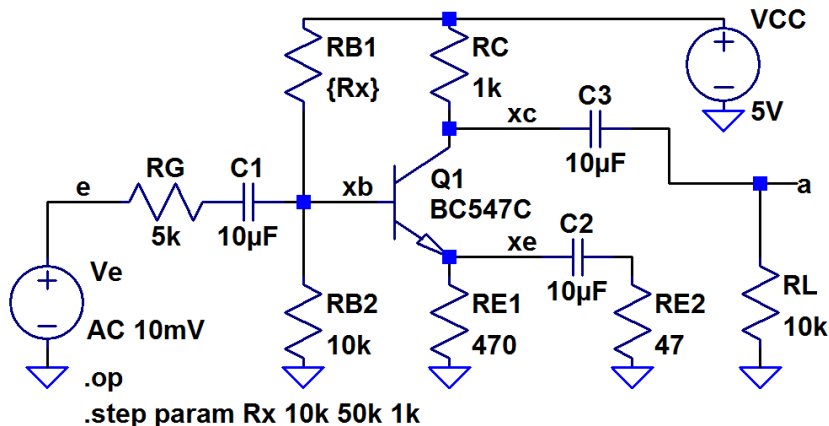 VCC
RB1
{Rx}
RC
1k
5V
C3
xc
10µF
a
e
RG
5k
C1
10µF
xb
Q1
BC547C
C2
xe
10µF
Ve
AC 10mV
RB2
10k
RE1
470
RE2
47
RL
10k
.op
.step param Rx 10k 50k 1k